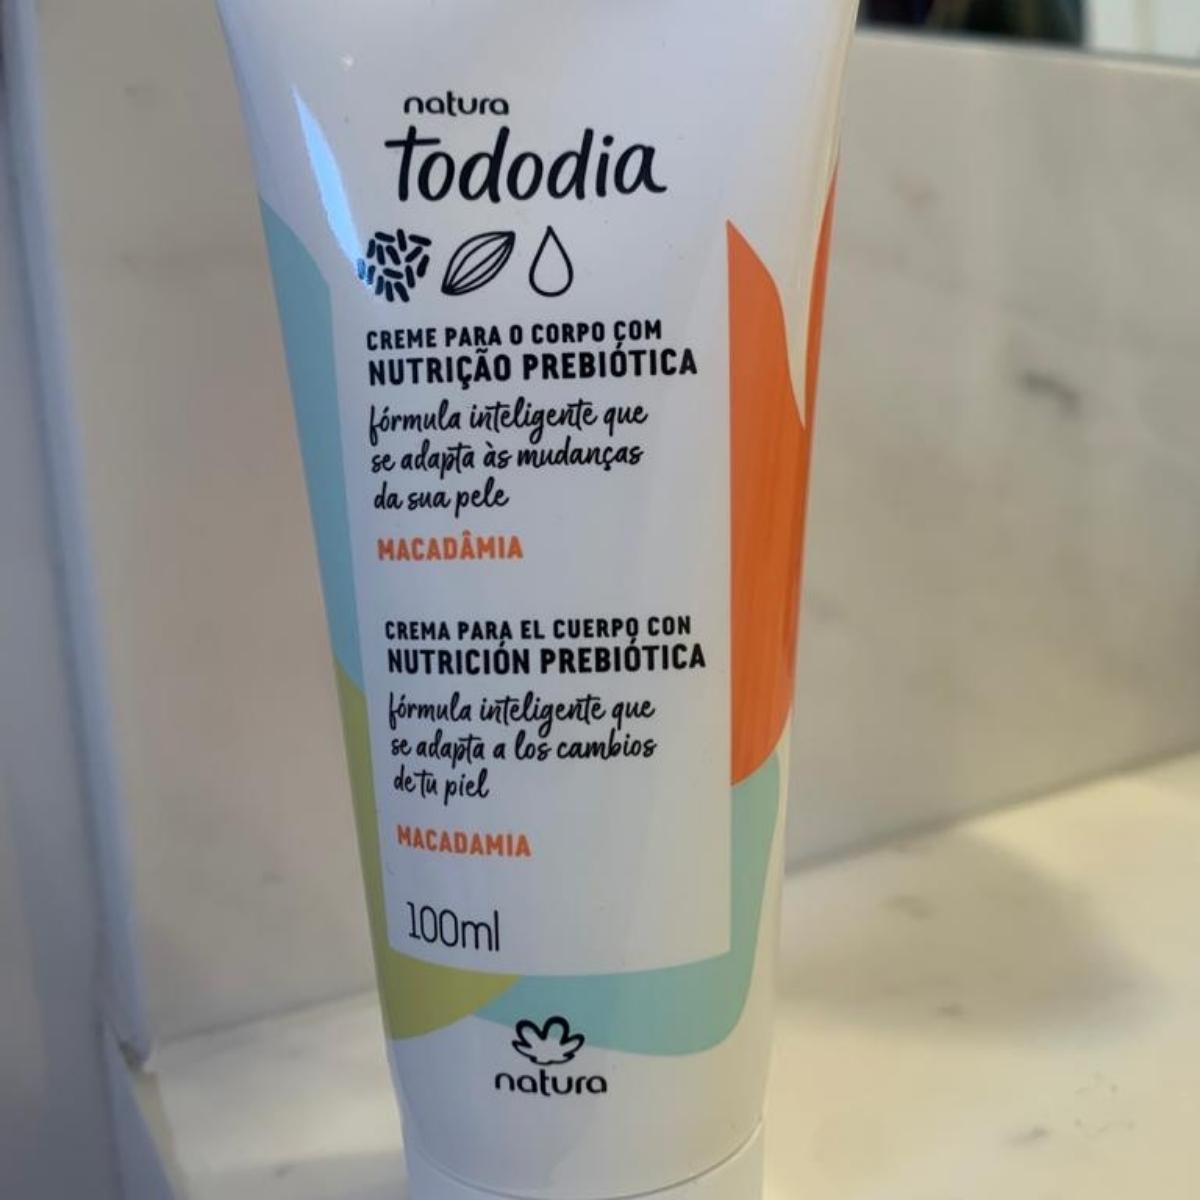 natura
Tododia
CREME PARA O CORPO COM
NUTRIÇÃO PREBIÓTICA
fórmula inteligente que
se adapta às mudanças
da sua pele
MACADÂMIA
CREMA PARA EL CUERPO CON
NUTRICIÓN PREBIÓTICA
fórmula inteligente que
se adapta a los cambios
de tu piel
MACADAMIA
100ml
natura